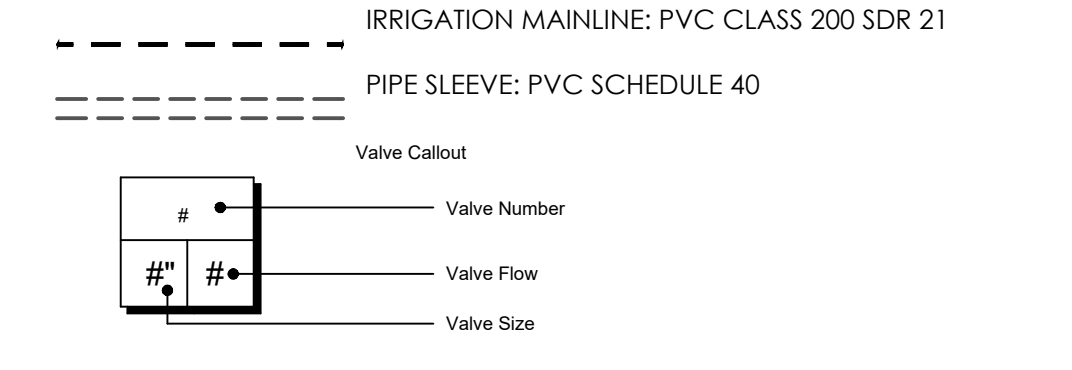 IRRIGATION MAINLINE: PVC CLASS 200 SDR 21
PIPE SLEEVE: PVC SCHEDULE 40
Valve Callout
# Valve Number
#" # Valve Flow
Valve Size